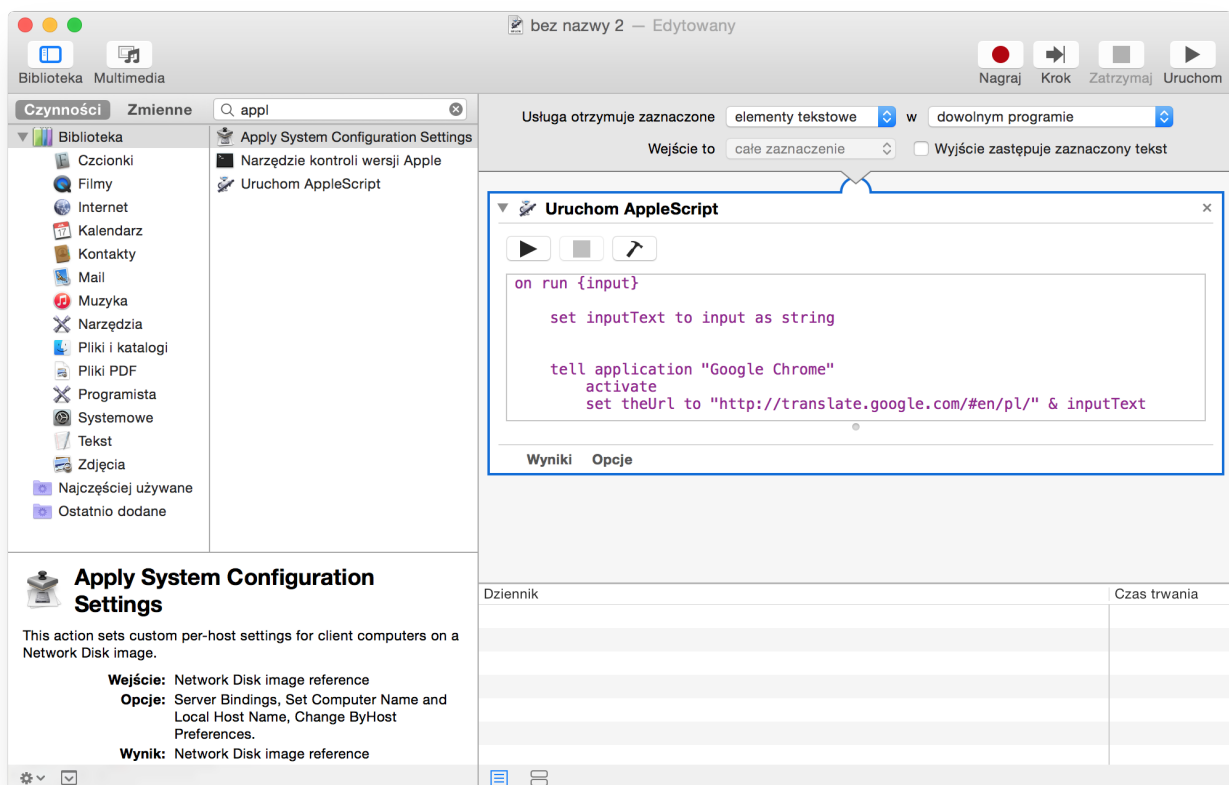 bez nazwy 2 — Edytowany
Biblioteka Multimedia
Nagraj Krok Zatrzymaj Uruchom
Czynności Zmienne appl
Biblioteka
Czcionki
Filmy
Internet
17
Kalendarz
Kontakty
Mail
Muzyka
Narzędzia
Pliki i katalogi
Pliki PDF
Programista
Systemowe
Tekst
Zdjęcia
Najczęściej używane
Ostatnio dodane
Apply System Configuration Settings
Narzędzie kontroli wersji Apple
Uruchom AppleScript
Usługa otrzymuje zaznaczone elementy tekstowe w dowolnym programie
Wejście to całe zaznaczenie Wyjście zastępuje zaznaczony tekst
Uruchom AppleScript
on run {input}
set inputText to input as string
tell application "Google Chrome"
activate
set theUrl to "http://translate.google.com/#en/pl/" & inputText
Wyniki Opcje
Apply System Configuration
Settings
This action sets custom per-host settings for client computers on a
Network Disk image.
Wejście: Network Disk image reference
Opcje: Server Bindings, Set Computer Name and
Local Host Name, Change ByHost
Preferences.
Wynik: Network Disk image reference
Dziennik Czas trwania